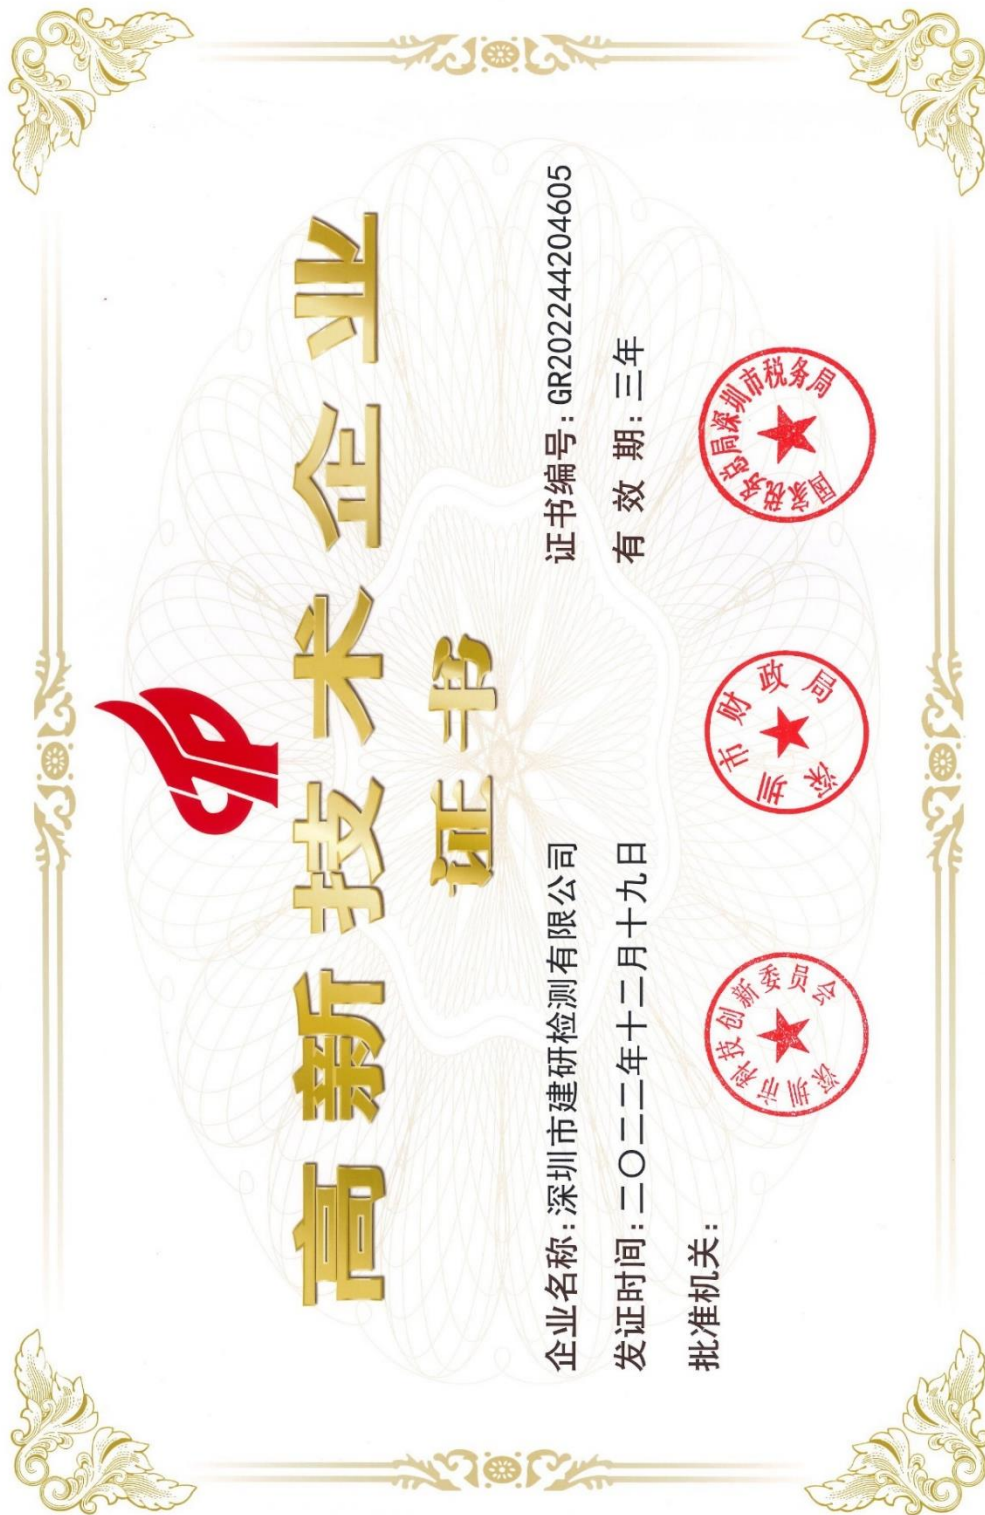 高新技术企业
证书
企业名称：深圳市建研检测有限公司
证书编号：GR202244204605
发证时间：二〇二二年十二月十九日
有效期：三年
批准机关：
深圳市科技创新委员会
深圳市财政局
国家税务总局深圳市税务局